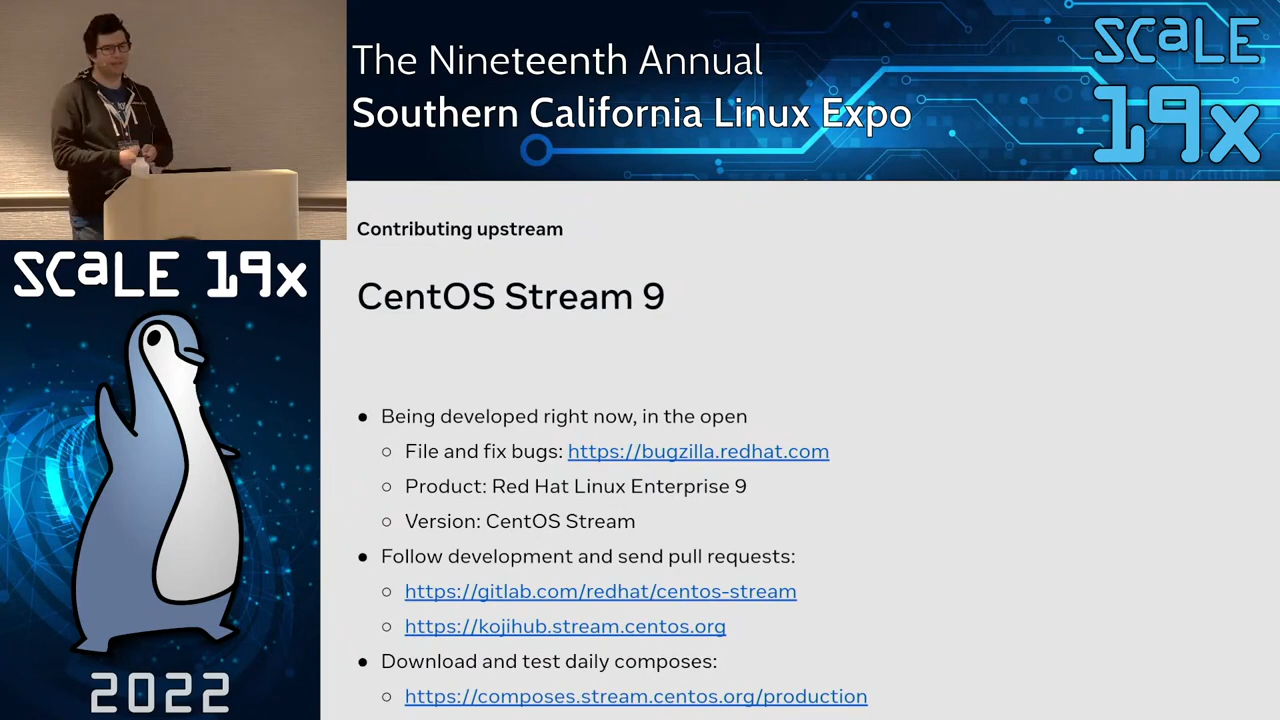 The Nineteenth Annual
Southern California Linux Expo
SCaLE
19x
Contributing upstream
CentOS Stream 9
● Being developed right now, in the open
○ File and fix bugs: https://bugzilla.redhat.com
○ Product: Red Hat Linux Enterprise 9
○ Version: CentOS Stream
● Follow development and send pull requests:
○ https://gitlab.com/redhat/centos-stream
○ https://kojihub.stream.centos.org
● Download and test daily composes:
○ https://composes.stream.centos.org/production
SCaLE 19x
2022